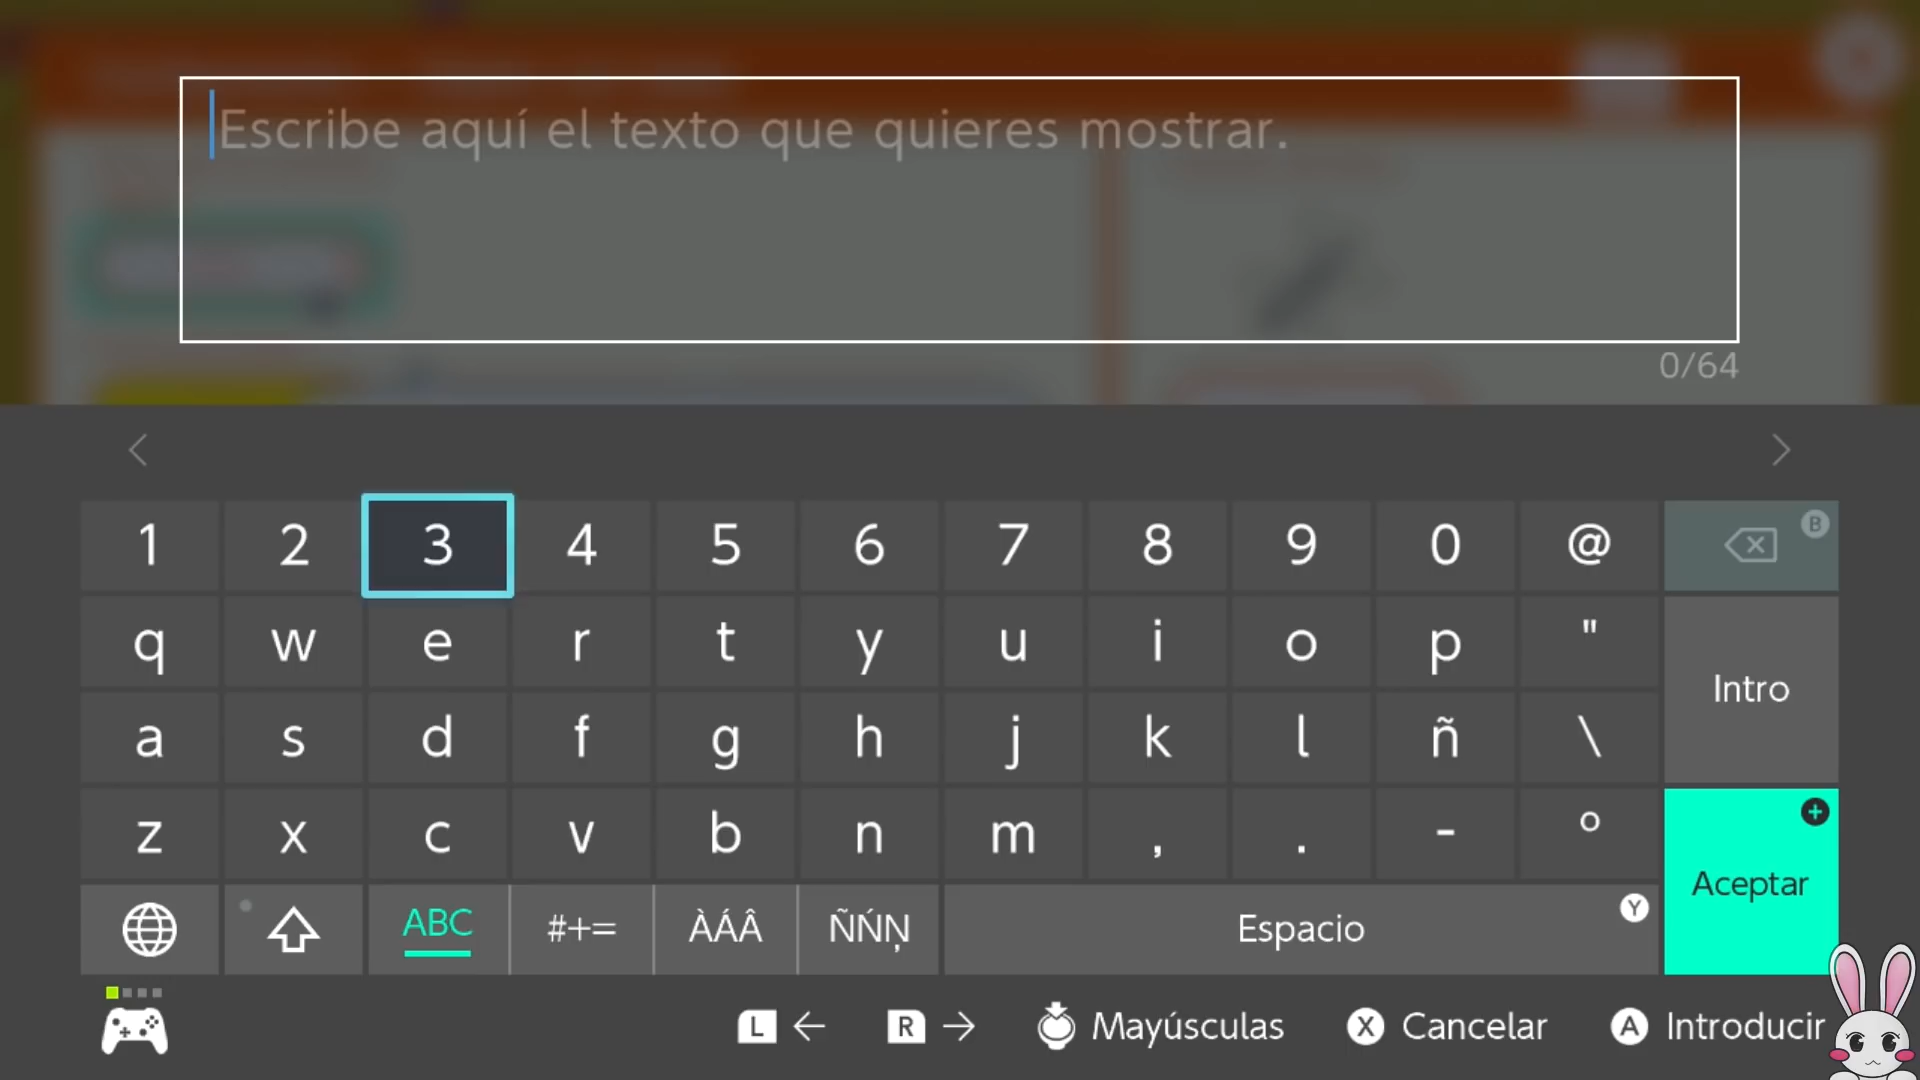 Escribe aquí el texto que quieres mostrar.
0/64
1 2 3 4 5 6 7 8 9 0 @ B
q w e r t y u i o p " Intro
a s d f g h j k l ñ \
z x c v b n m , . - º + Aceptar
ABC #+= ÀÁÂ ÑŃŅ Espacio Y
L ← R → Mayúsculas X Cancelar A Introducir